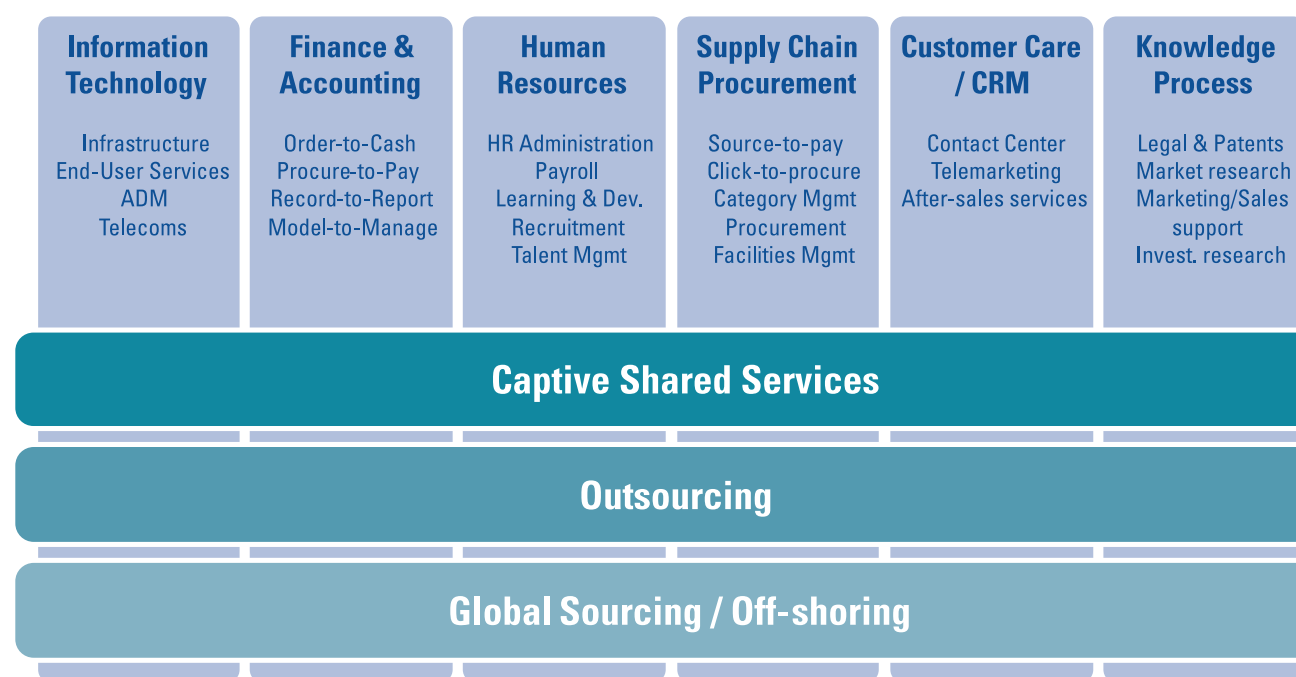 Information
Technology
Infrastructure
End-User Services
ADM
Telecoms
Finance &
Accounting
Order-to-Cash
Procure-to-Pay
Record-to-Report
Model-to-Manage
Human
Resources
HR Administration
Payroll
Learning & Dev.
Recruitment
Talent Mgmt
Supply Chain
Procurement
Source-to-pay
Click-to-procure
Category Mgmt
Procurement
Facilities Mgmt
Customer Care
/ CRM
Contact Center
Telemarketing
After-sales services
Knowledge
Process
Legal & Patents
Market research
Marketing/Sales
support
Invest. research
Captive Shared Services
Outsourcing
Global Sourcing / Off-shoring